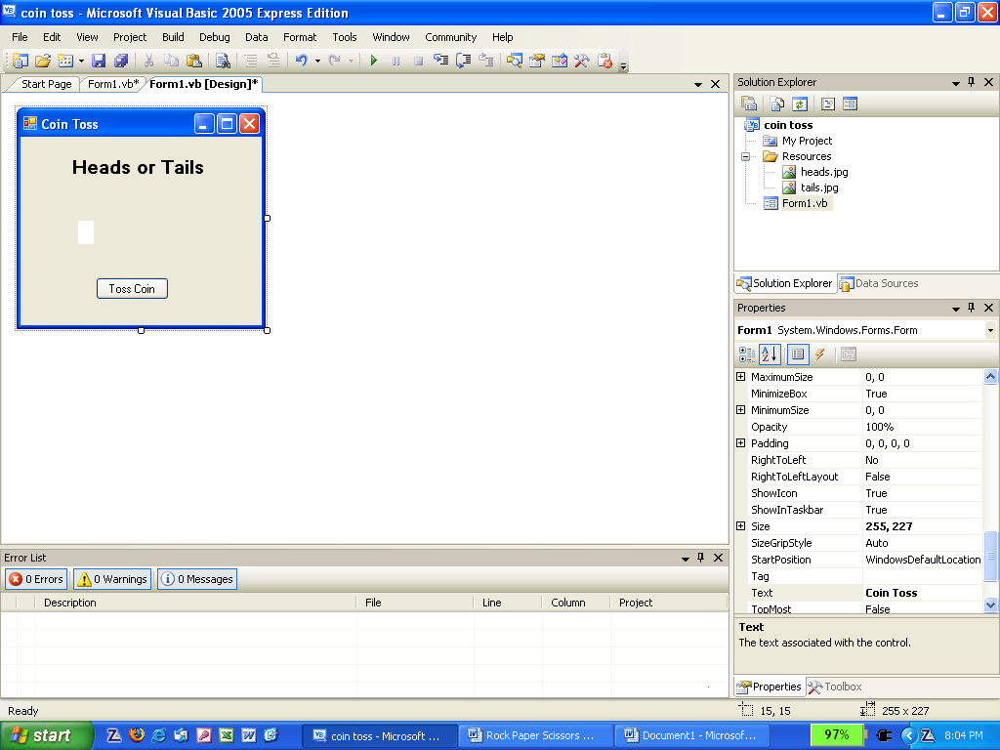 coin toss - Microsoft Visual Basic 2005 Express Edition
File Edit View Project Build Debug Data Format Tools Window Community Help
Start Page Form1.vb* Form1.vb [Design]*
Coin Toss
Heads or Tails
Toss Coin
Solution Explorer
coin toss
My Project
Resources
heads.jpg
tails.jpg
Form1.vb
Solution Explorer Data Sources
Properties
Form1 System.Windows.Forms.Form
MaximumSize 0, 0
MinimizeBox True
MinimumSize 0, 0
Opacity 100%
Padding 0, 0, 0, 0
RightToLeft No
RightToLeftLayout False
ShowIcon True
ShowInTaskbar True
Size 255, 227
SizeGripStyle Auto
StartPosition WindowsDefaultLocation
Tag
Text Coin Toss
TopMost False
Text
The text associated with the control.
Properties Toolbox
Error List
0 Errors 0 Warnings 0 Messages
Description File Line Column Project
Ready 15, 15 255 x 227
start coin toss - Microsoft ... Rock Paper Scissors ... Document1 - Microsof... 97% 8:04 PM